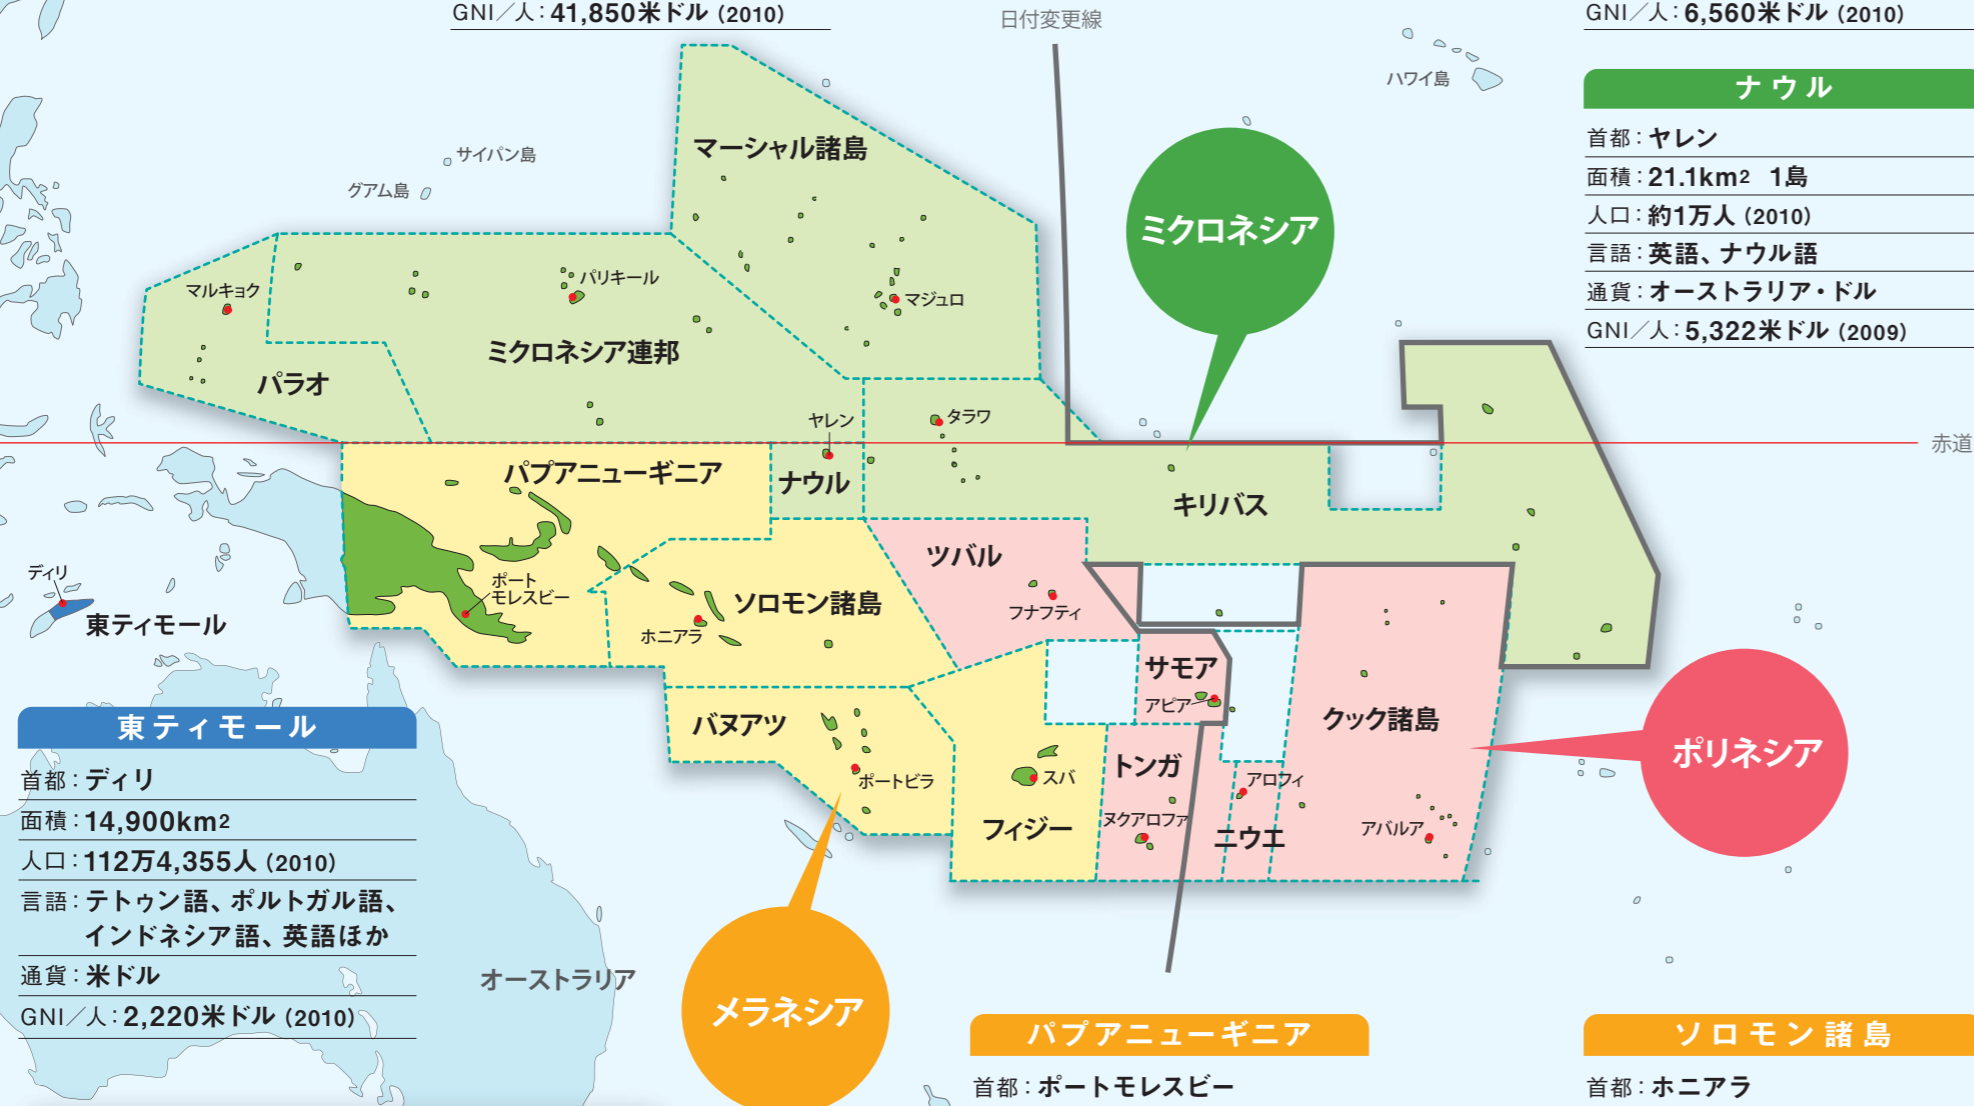 GNI／人：41,850米ドル（2010）
日付変更線
GNI／人：6,560米ドル（2010）
ハワイ島
ナウル
首都：ヤレン
面積：21.1km2 1島
人口：約1万人（2010）
言語：英語、ナウル語
通貨：オーストラリア・ドル
GNI／人：5,322米ドル（2009）
マーシャル諸島
サイパン島
グアム島
ミクロネシア
マルキョク
パリキール
マジュロ
ミクロネシア連邦
パラオ
ヤレン
タラワ
赤道
パプアニューギニア
ナウル
キリバス
ツバル
ディリ
東ティモール
ポート
モレスビー
ソロモン諸島
ホニアラ
フナフティ
サモア
アピア
バヌアツ
クック諸島
ポリネシア
トンガ
ポートビラ
スバ
アロフィ
フィジー
ヌクアロファ
ニウエ
アバルア
東ティモール
首都：ディリ
面積：14,900km2
人口：112万4,355人（2010）
言語：テトゥン語、ポルトガル語、
インドネシア語、英語ほか
通貨：米ドル
GNI／人：2,220米ドル（2010）
オーストラリア
メラネシア
パプアニューギニア
首都：ポートモレスビー
ソロモン諸島
首都：ホニアラ